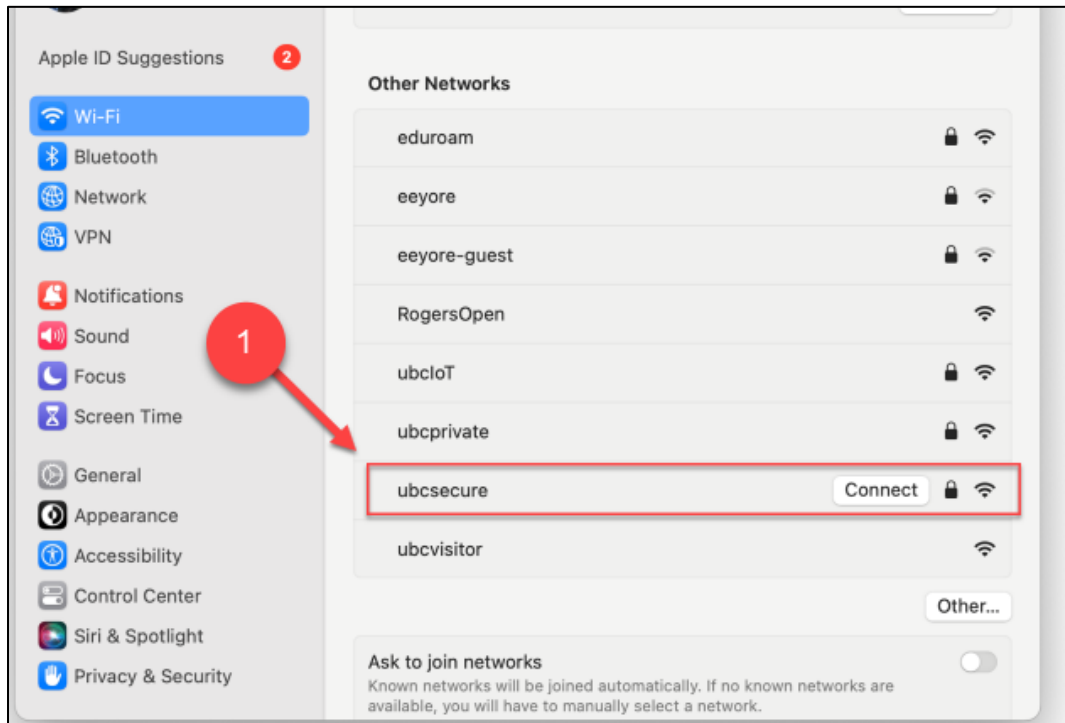 Apple ID Suggestions
2
Wi-Fi
Bluetooth
Network
VPN
Notifications
Sound
Focus
Screen Time
General
Appearance
Accessibility
Control Center
Siri & Spotlight
Privacy & Security
1
Other Networks
eduroam
eeyore
eeyore-guest
RogersOpen
ubcIoT
ubcprivate
ubcsecure Connect
ubcvisitor
Other...
Ask to join networks
Known networks will be joined automatically. If no known networks are
available, you will have to manually select a network.